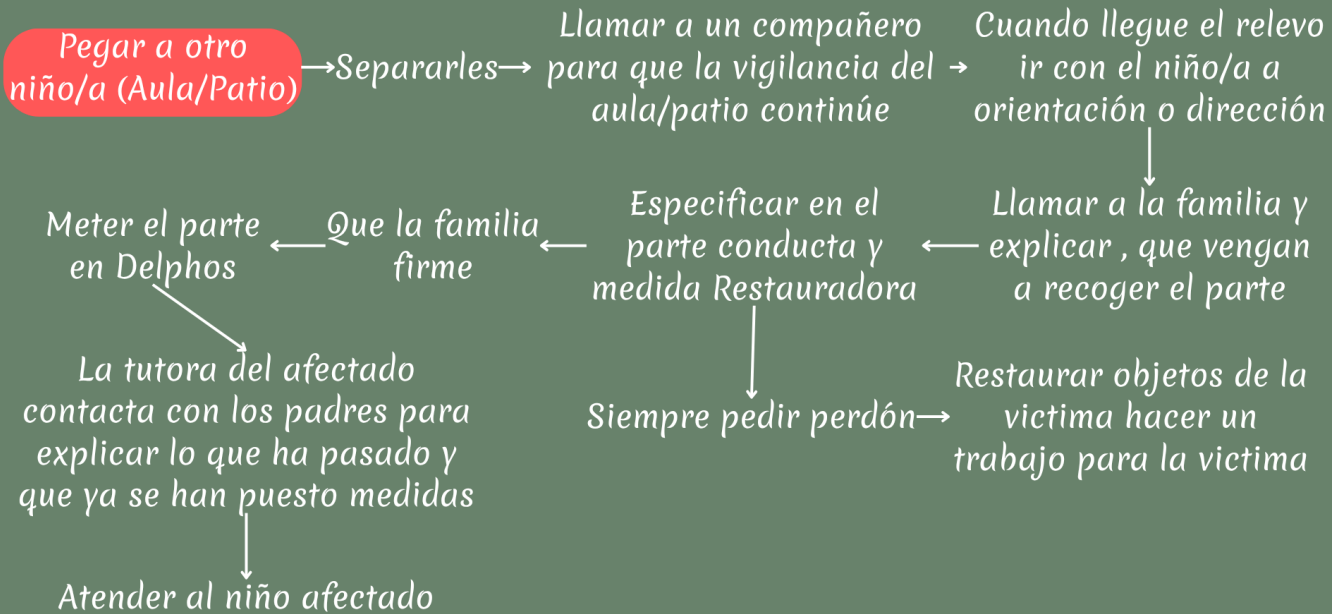 Pegar a otro
niño/a (Aula/Patio)
Separarles
Llamar a un compañero
para que la vigilancia del
aula/patio continúe
Cuando llegue el relevo
ir con el niño/a a
orientación o dirección
Llamar a la familia y
explicar , que vengan
a recoger el parte
Especificar en el
parte conducta y
medida Restauradora
Que la familia
firme
Meter el parte
en Delphos
La tutora del afectado
contacta con los padres para
explicar lo que ha pasado y
que ya se han puesto medidas
Atender al niño afectado
Siempre pedir perdón
Restaurar objetos de la
victima hacer un
trabajo para la victima